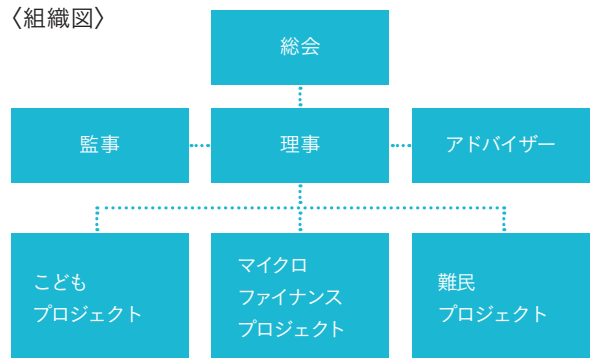 〈組織図〉
総会
監事
理事
アドバイザー
こども
プロジェクト
マイクロ
ファイナンス
プロジェクト
難民
プロジェクト